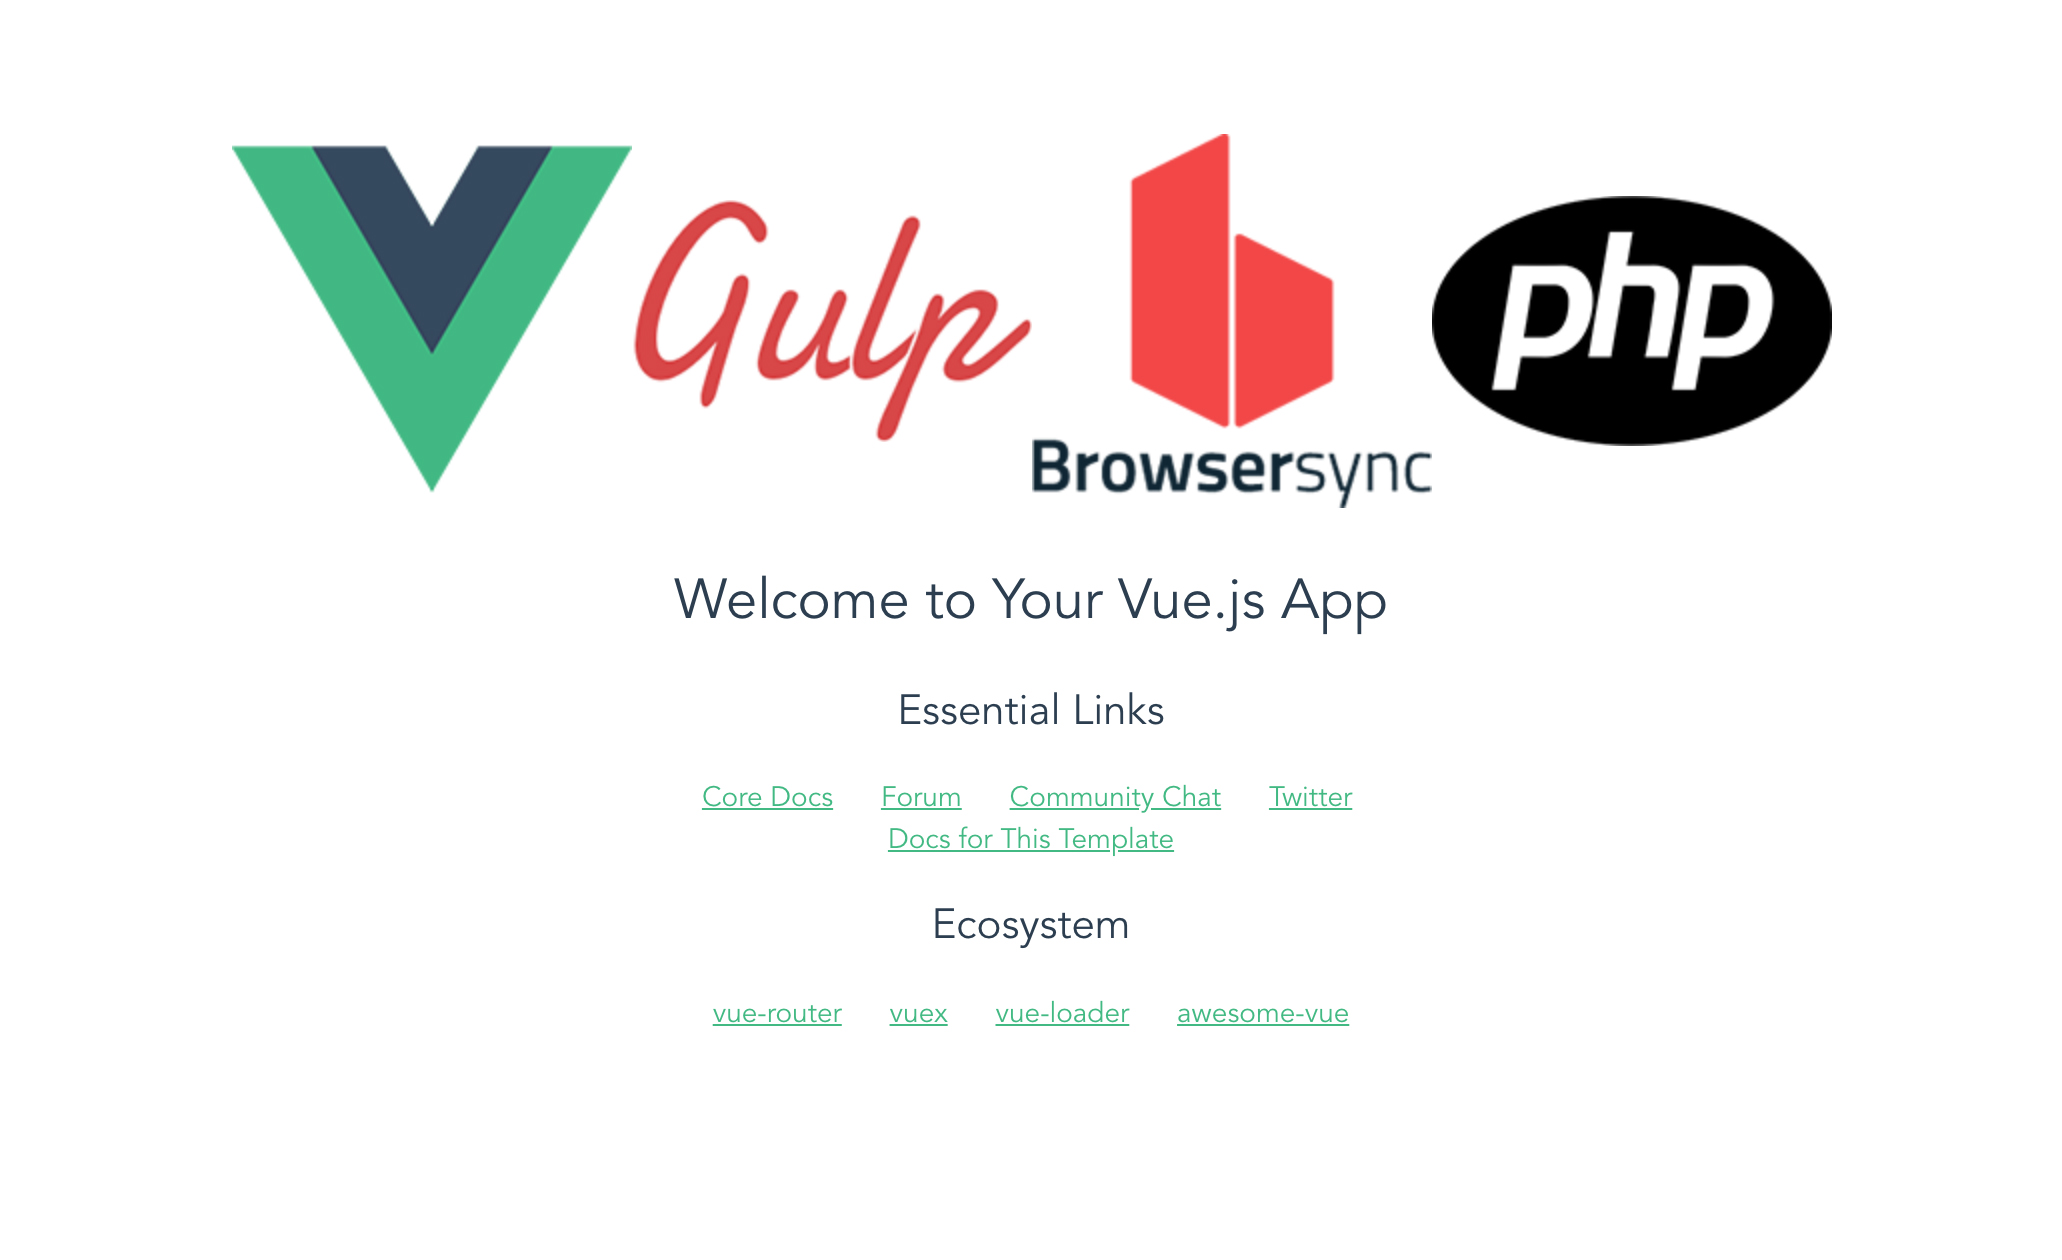 Gulp
Browsersync
php
Welcome to Your Vue.js App
Essential Links
Core Docs Forum Community Chat Twitter
Docs for This Template
Ecosystem
vue-router vuex vue-loader awesome-vue